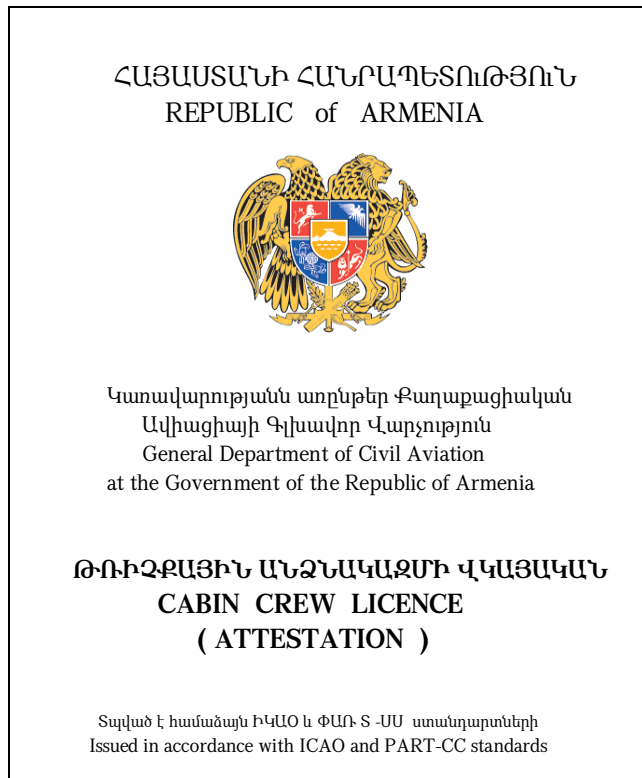 ՀԱՅԱՍՏԱՆԻ ՀԱՆՐԱՊԵՏՈՒԹՅՈՒՆ
REPUBLIC of ARMENIA
Կառավարությանն առընթեր Քաղաքացիական
Ավիացիայի Գլխավոր Վարչություն
General Department of Civil Aviation
at the Government of the Republic of Armenia
ԹՌԻՉՔԱՅԻՆ ԱՆՁՆԱԿԱԶՄԻ ՎԿԱՅԱԿԱՆ
CABIN CREW LICENCE
( ATTESTATION )
Տպված է համաձայն ԻԿԱՕ և ՓԱՌ Տ -ՍՍ ստանդարտների
Issued in accordance with ICAO and PART-CC standards